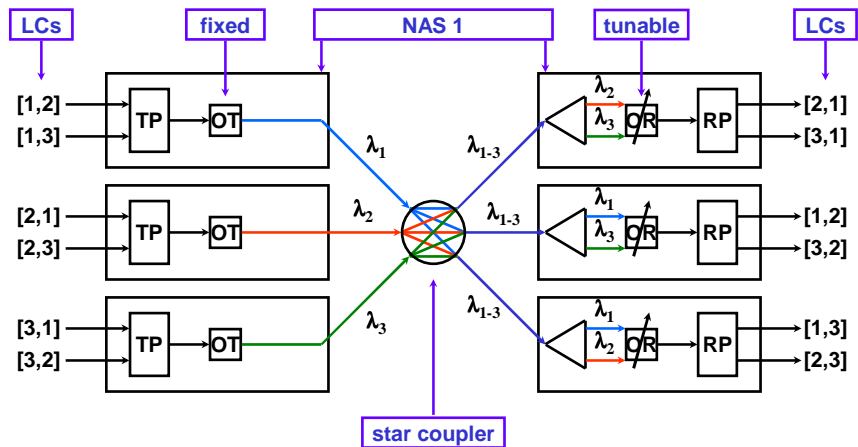 LCs fixed NAS 1 tunable LCs
[1,2] TP OT λ2 [2,1]
[1,3] λ3 OR RP [3,1]
λ1 λ1-3
[2,1] TP OT λ2 λ1-3 λ1 [1,2]
[2,3] λ3 OR RP [3,2]
λ3 λ1-3
[3,1] TP OT λ1 [1,3]
[3,2] λ2 OR RP [2,3]
star coupler